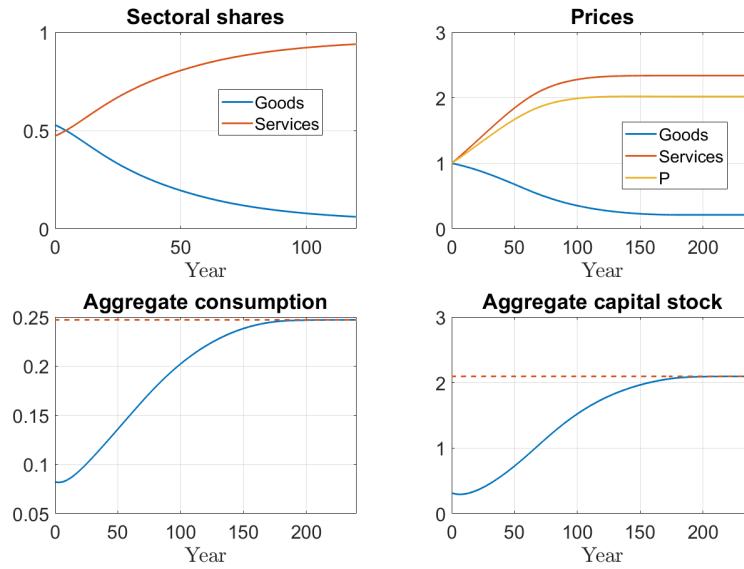 Sectoral shares
1
0.5
0
0
50
100
Year
Goods
Services
Prices
3
2
1
0
0
50
100
150
200
Year
Goods
Services
P
Aggregate consumption
0.25
0.2
0.15
0.1
0.05
0
50
100
150
200
Year
Aggregate capital stock
3
2
1
0
0
50
100
150
200
Year